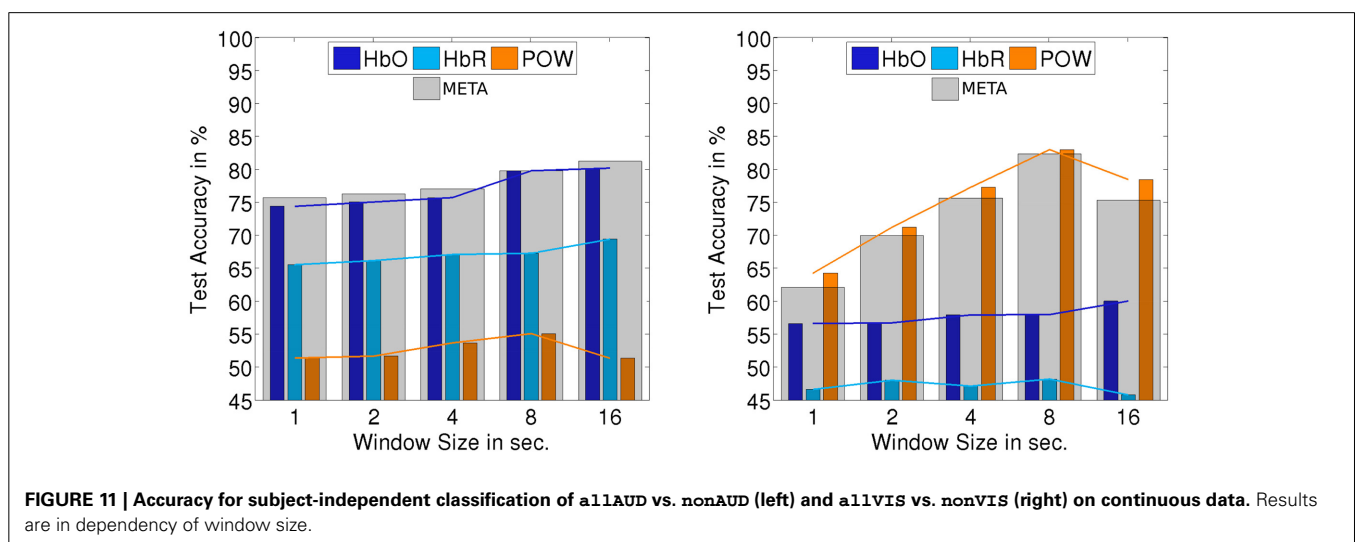 100
95
90
85
80
75
70
65
60
55
50
45
Test Accuracy in %
HbO HbR POW
META
1 2 4 8 16
Window Size in sec.
100
95
90
85
80
75
70
65
60
55
50
45
Test Accuracy in %
HbO HbR POW
META
1 2 4 8 16
Window Size in sec.
FIGURE 11 | Accuracy for subject-independent classification of allAUD vs. nonAUD (left) and allVIS vs. nonVIS (right) on continuous data. Results
are in dependency of window size.